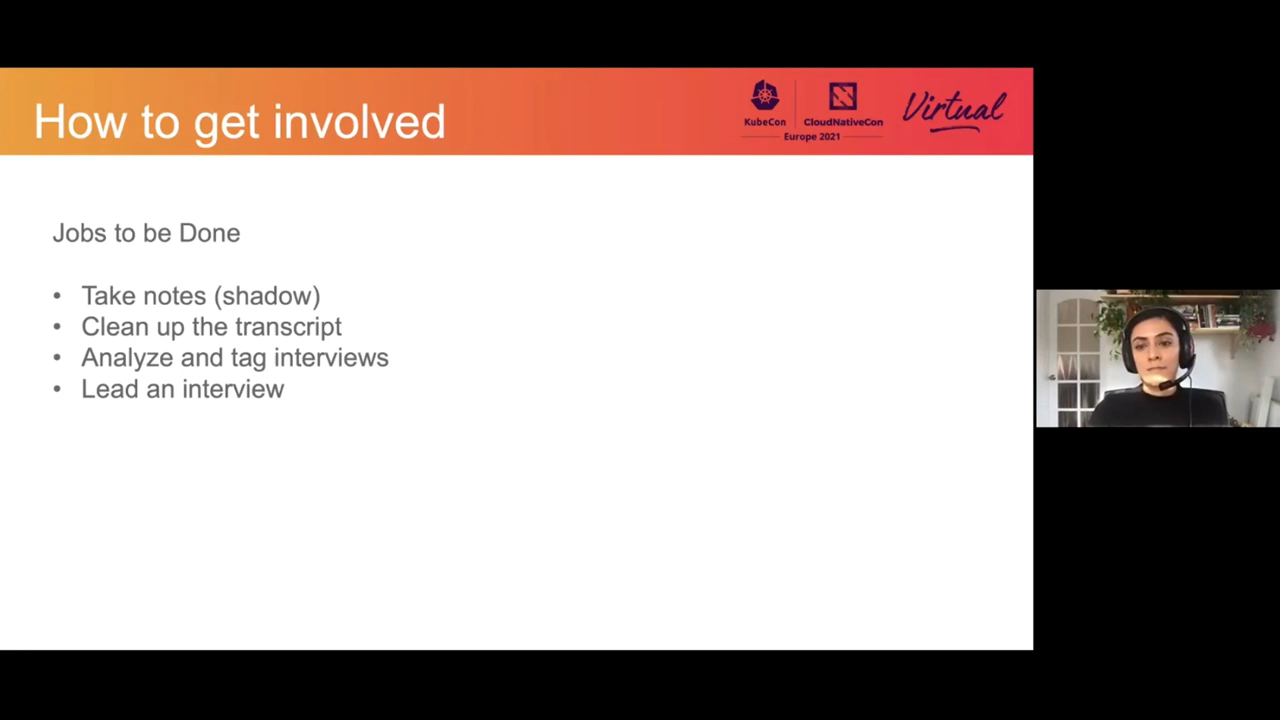 How to get involved
KubeCon
CloudNativeCon
Europe 2021
Virtual
Jobs to be Done
• Take notes (shadow)
• Clean up the transcript
• Analyze and tag interviews
• Lead an interview